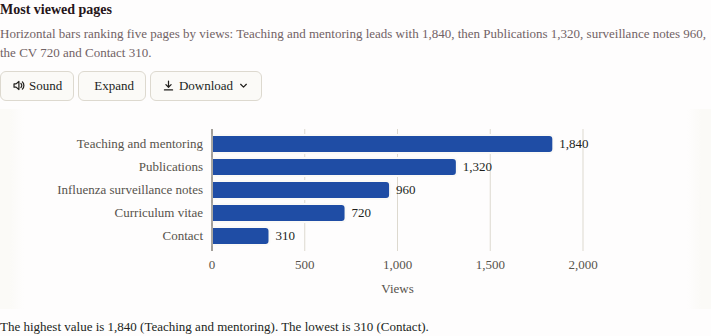 Most viewed pages
Horizontal bars ranking five pages by views: Teaching and mentoring leads with 1,840, then Publications 1,320, surveillance notes 960,
the CV 720 and Contact 310.
Sound Expand Download
Teaching and mentoring 1,840
Publications 1,320
Influenza surveillance notes 960
Curriculum vitae 720
Contact 310
0 500 1,000 1,500 2,000
Views
The highest value is 1,840 (Teaching and mentoring). The lowest is 310 (Contact).